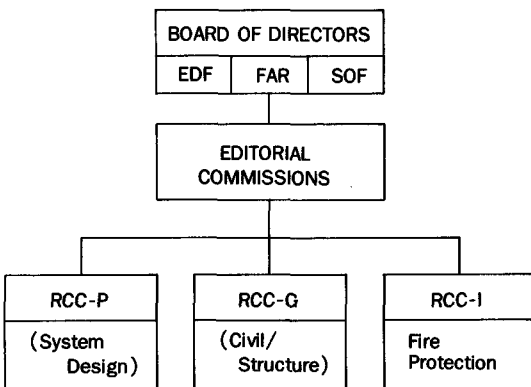 BOARD OF DIRECTORS
EDF FAR SOF
EDITORIAL
COMMISSIONS
RCC-P RCC-G RCC-I
(System (Civil/ Fire
Design) Structure) Protection